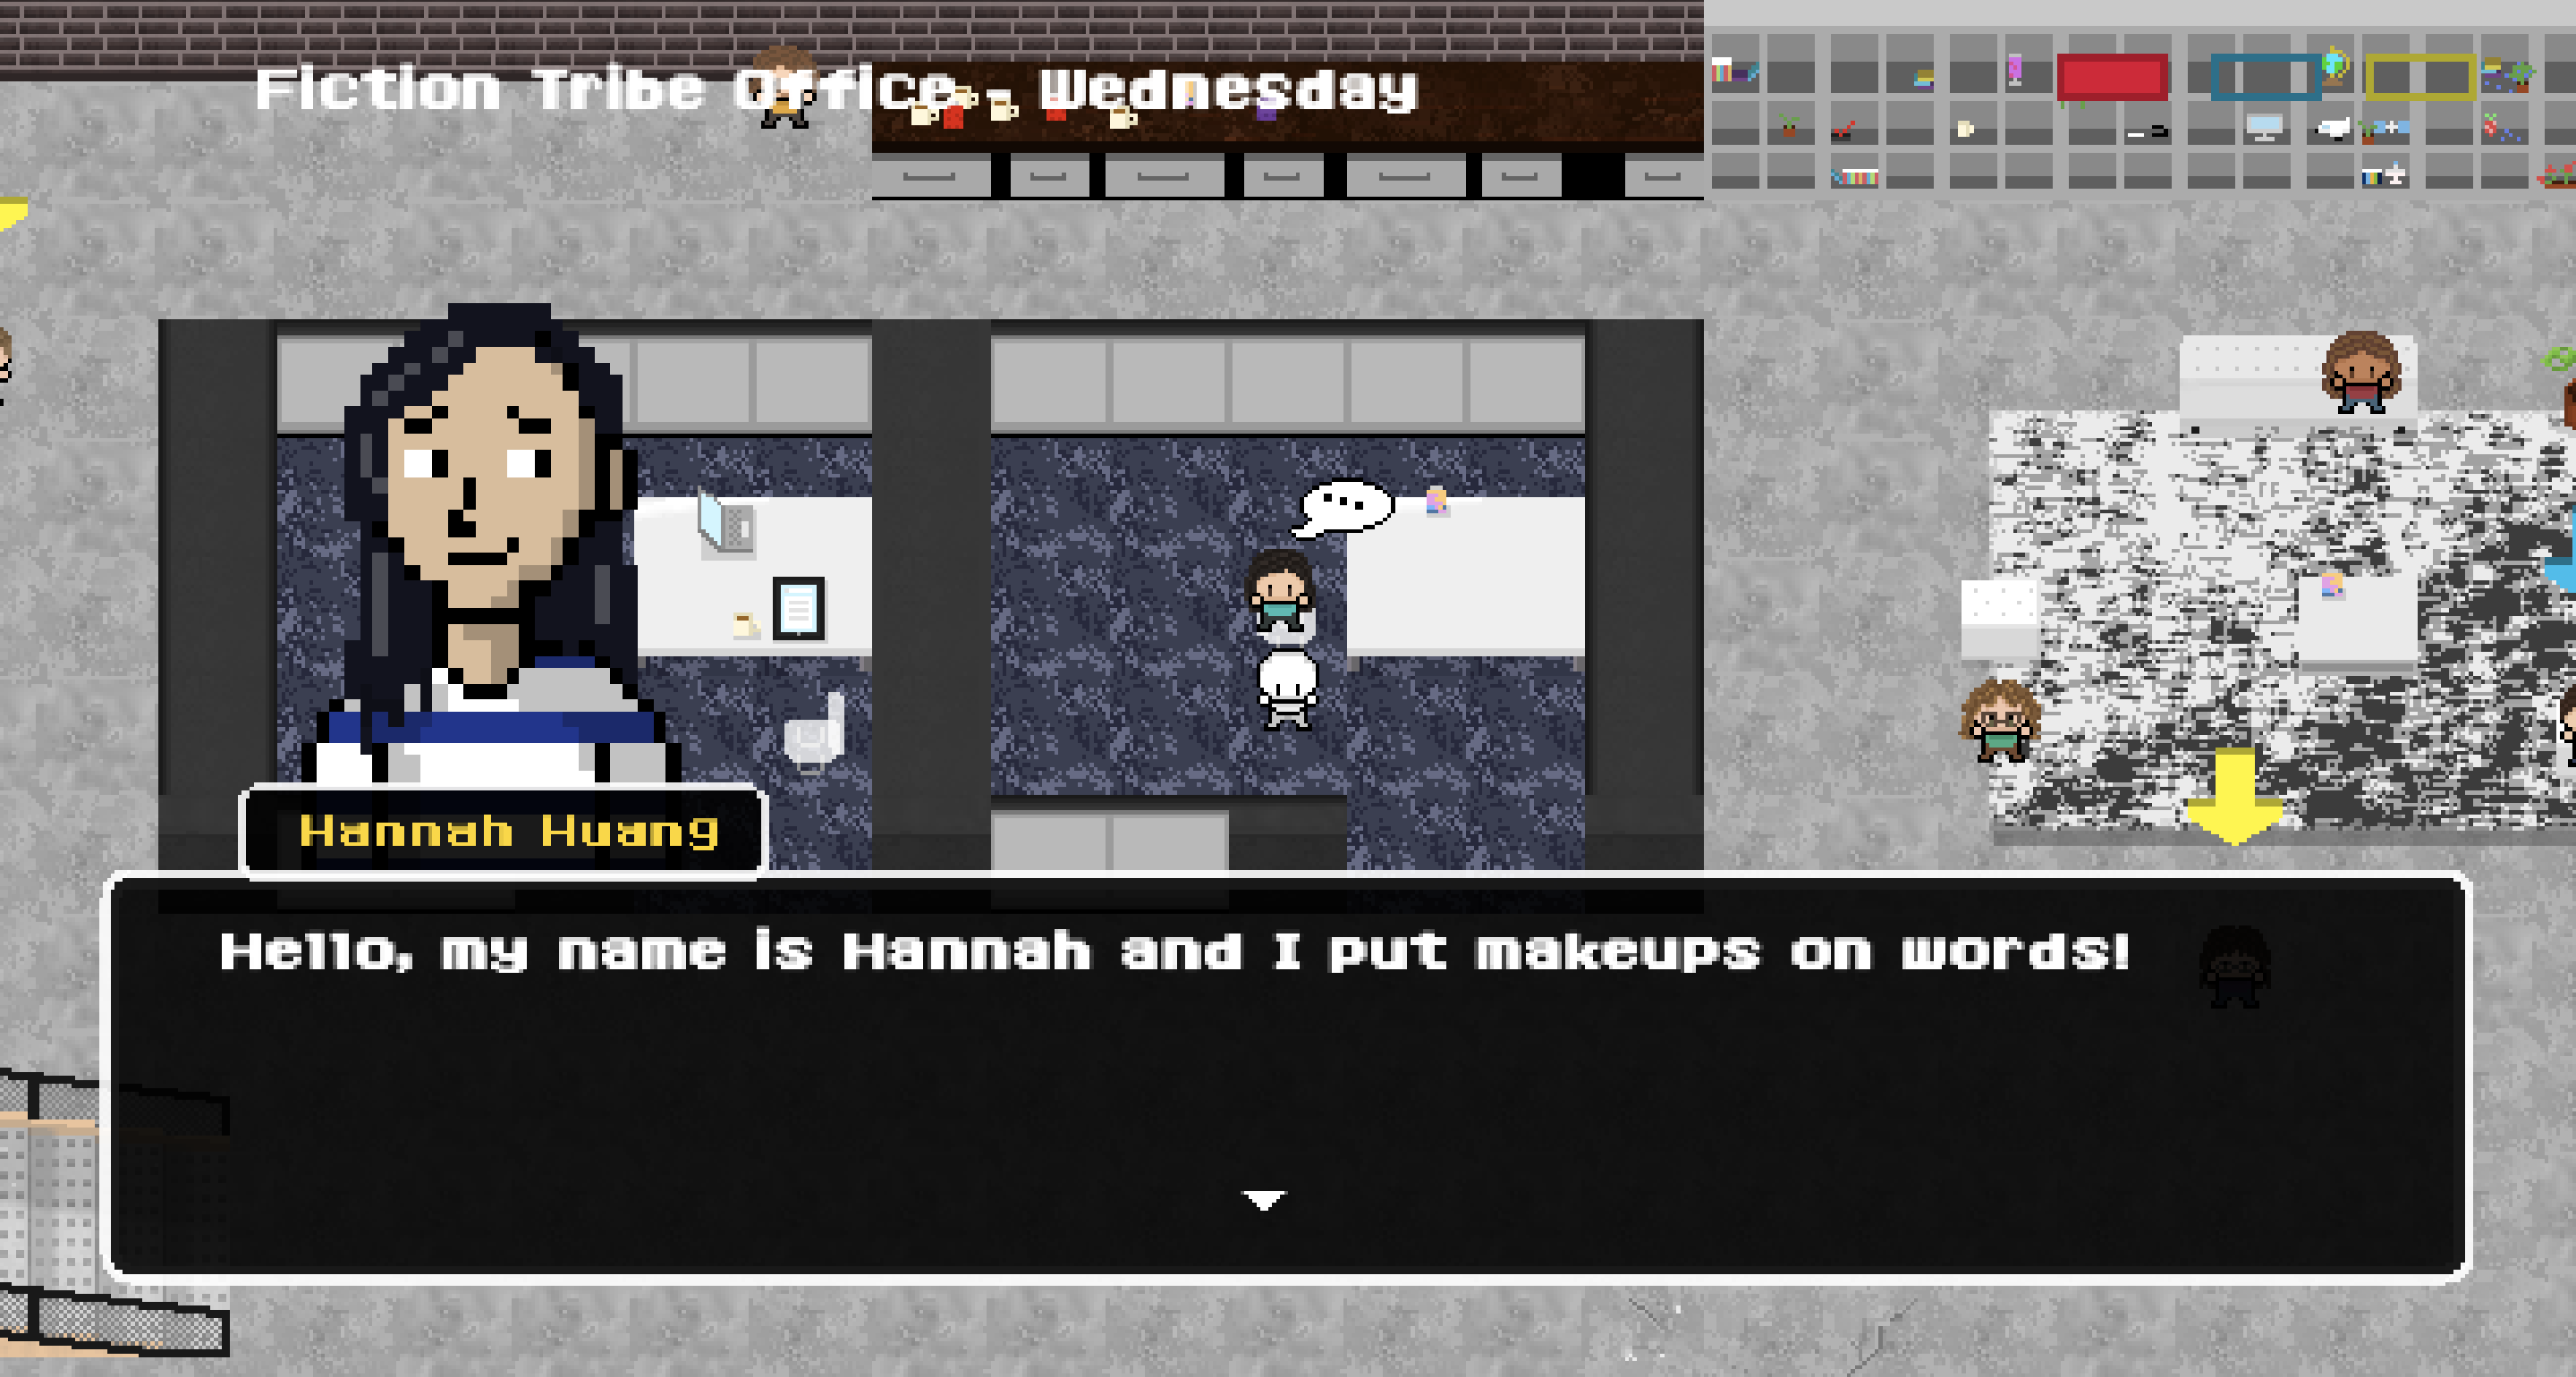 Fiction Tribe Office - Wednesday
Hannah Huang
Hello, my name is Hannah and I put makeups on words!